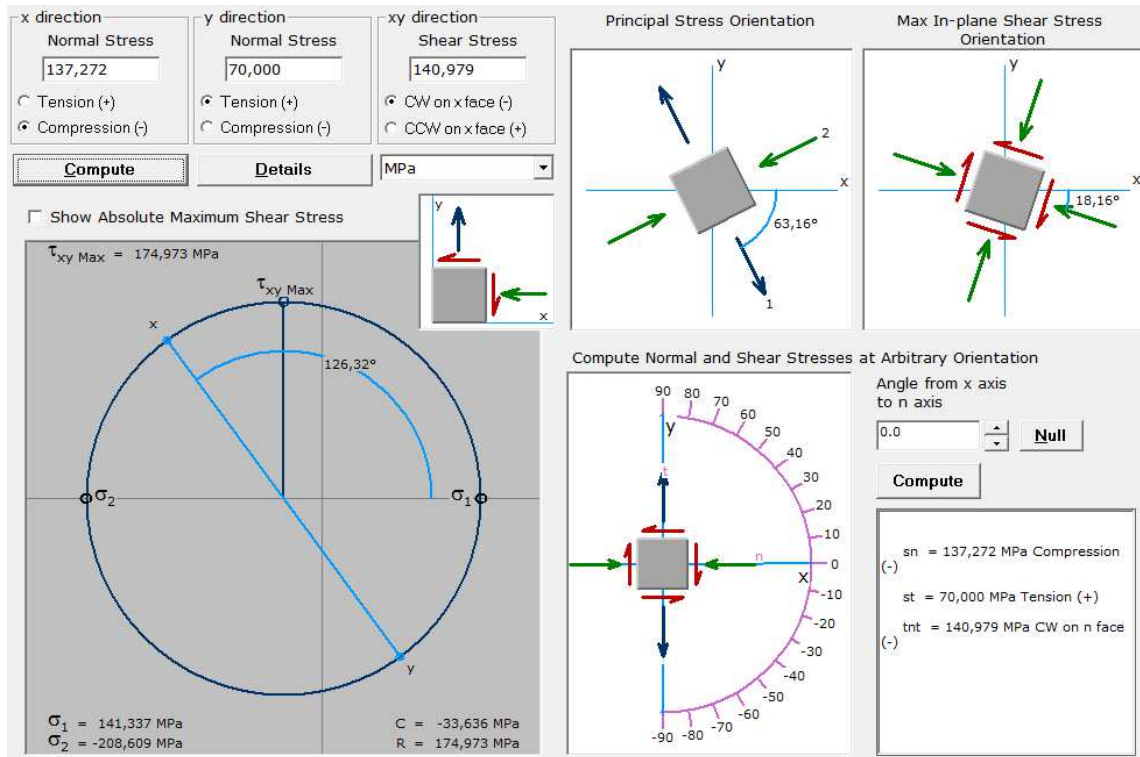 x direction
Normal Stress
137,272
Tension (+)
Compression (-)
y direction
Normal Stress
70,000
Tension (+)
Compression (-)
xy direction
Shear Stress
140,979
CW on x face (-)
CCW on x face (+)
Compute
Details
MPa
Show Absolute Maximum Shear Stress
y
x
τxy Max = 174,973 MPa
τxy Max
x
126,32°
σ2
σ1
y
σ1 = 141,337 MPa
σ2 = -208,609 MPa
C = -33,636 MPa
R = 174,973 MPa
Principal Stress Orientation
y
2
x
63,16°
1
Max In-plane Shear Stress
Orientation
y
x
18,16°
Compute Normal and Shear Stresses at Arbitrary Orientation
90
80
70
60
50
40
30
20
10
0
-10
-20
-30
-40
-50
-60
-70
-80
-90
y
t
n
x
Angle from x axis
to n axis
0.0
Null
Compute
sn = 137,272 MPa Compression
(-)
st = 70,000 MPa Tension (+)
tnt = 140,979 MPa CW on n face
(-)